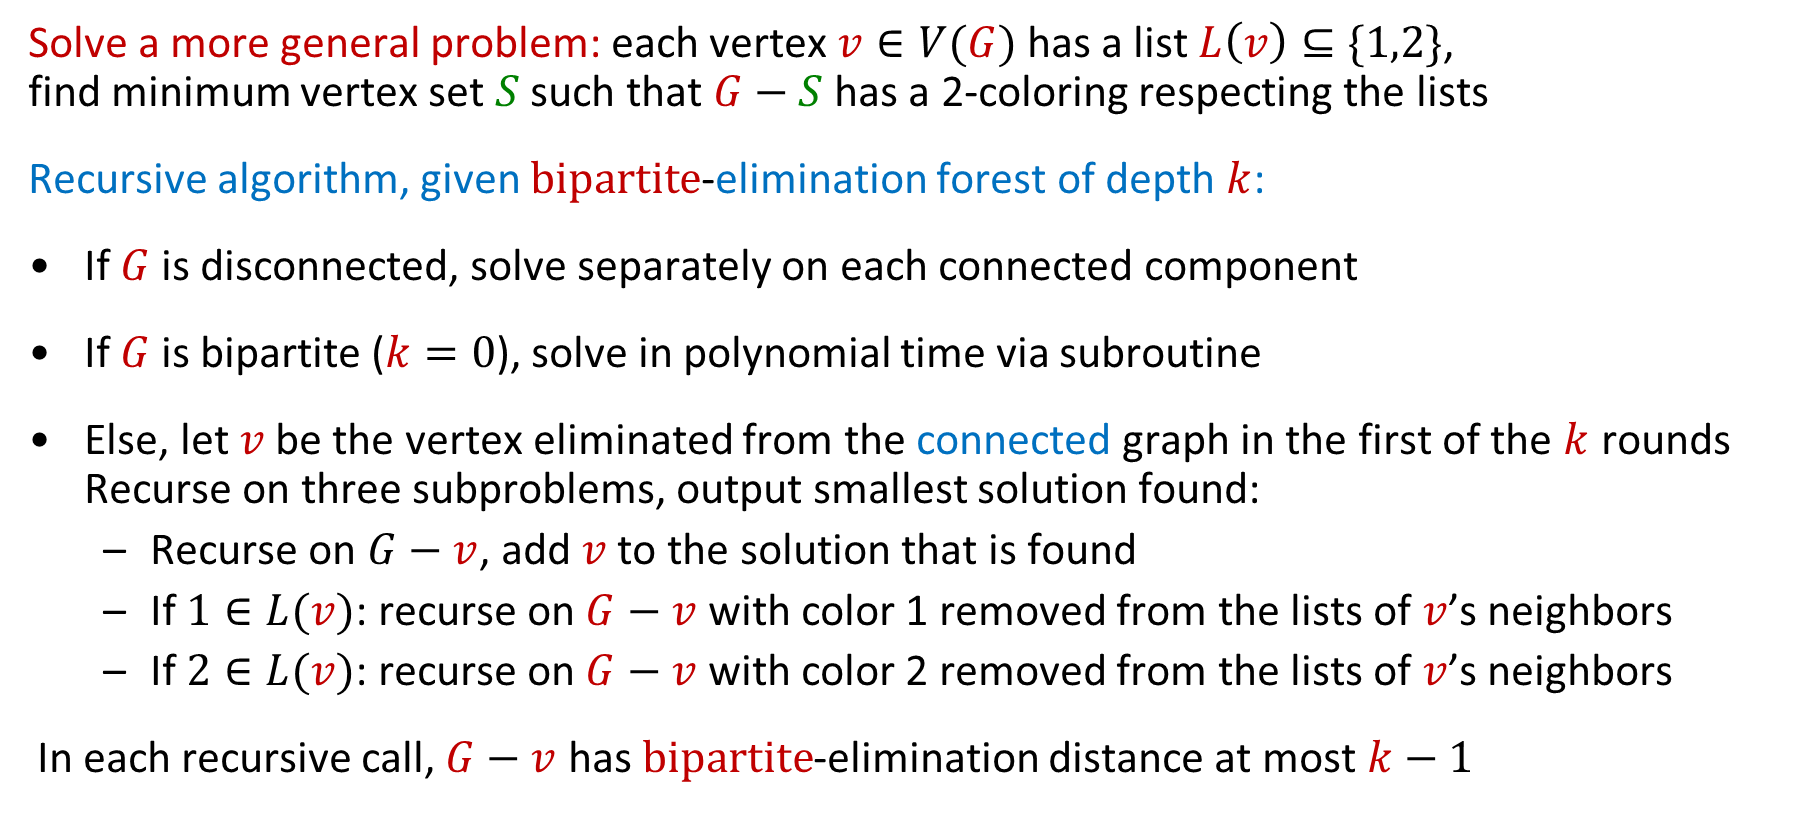 Solve a more general problem: each vertex v ∈ V(G) has a list L(v) ⊆ {1,2},
find minimum vertex set S such that G − S has a 2-coloring respecting the lists
Recursive algorithm, given bipartite-elimination forest of depth k:
• If G is disconnected, solve separately on each connected component
• If G is bipartite (k = 0), solve in polynomial time via subroutine
• Else, let v be the vertex eliminated from the connected graph in the first of the k rounds
Recurse on three subproblems, output smallest solution found:
– Recurse on G − v, add v to the solution that is found
– If 1 ∈ L(v): recurse on G − v with color 1 removed from the lists of v’s neighbors
– If 2 ∈ L(v): recurse on G − v with color 2 removed from the lists of v’s neighbors
In each recursive call, G − v has bipartite-elimination distance at most k − 1